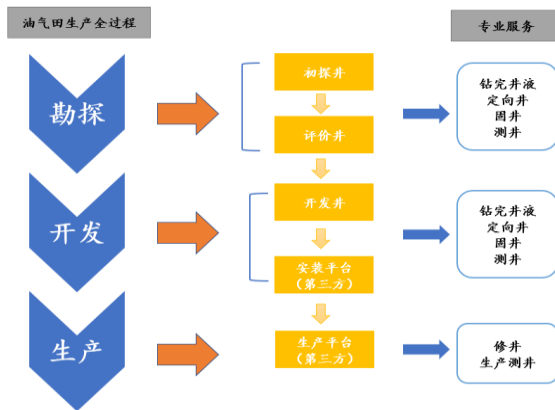 油气田生产全过程
专业服务
勘探
初探井
评价井
钻完井液
定向井
固井
测井
开发
开发井
安装平台
（第三方）
钻完井液
定向井
固井
测井
生产
生产平台
（第三方）
修井
生产测井